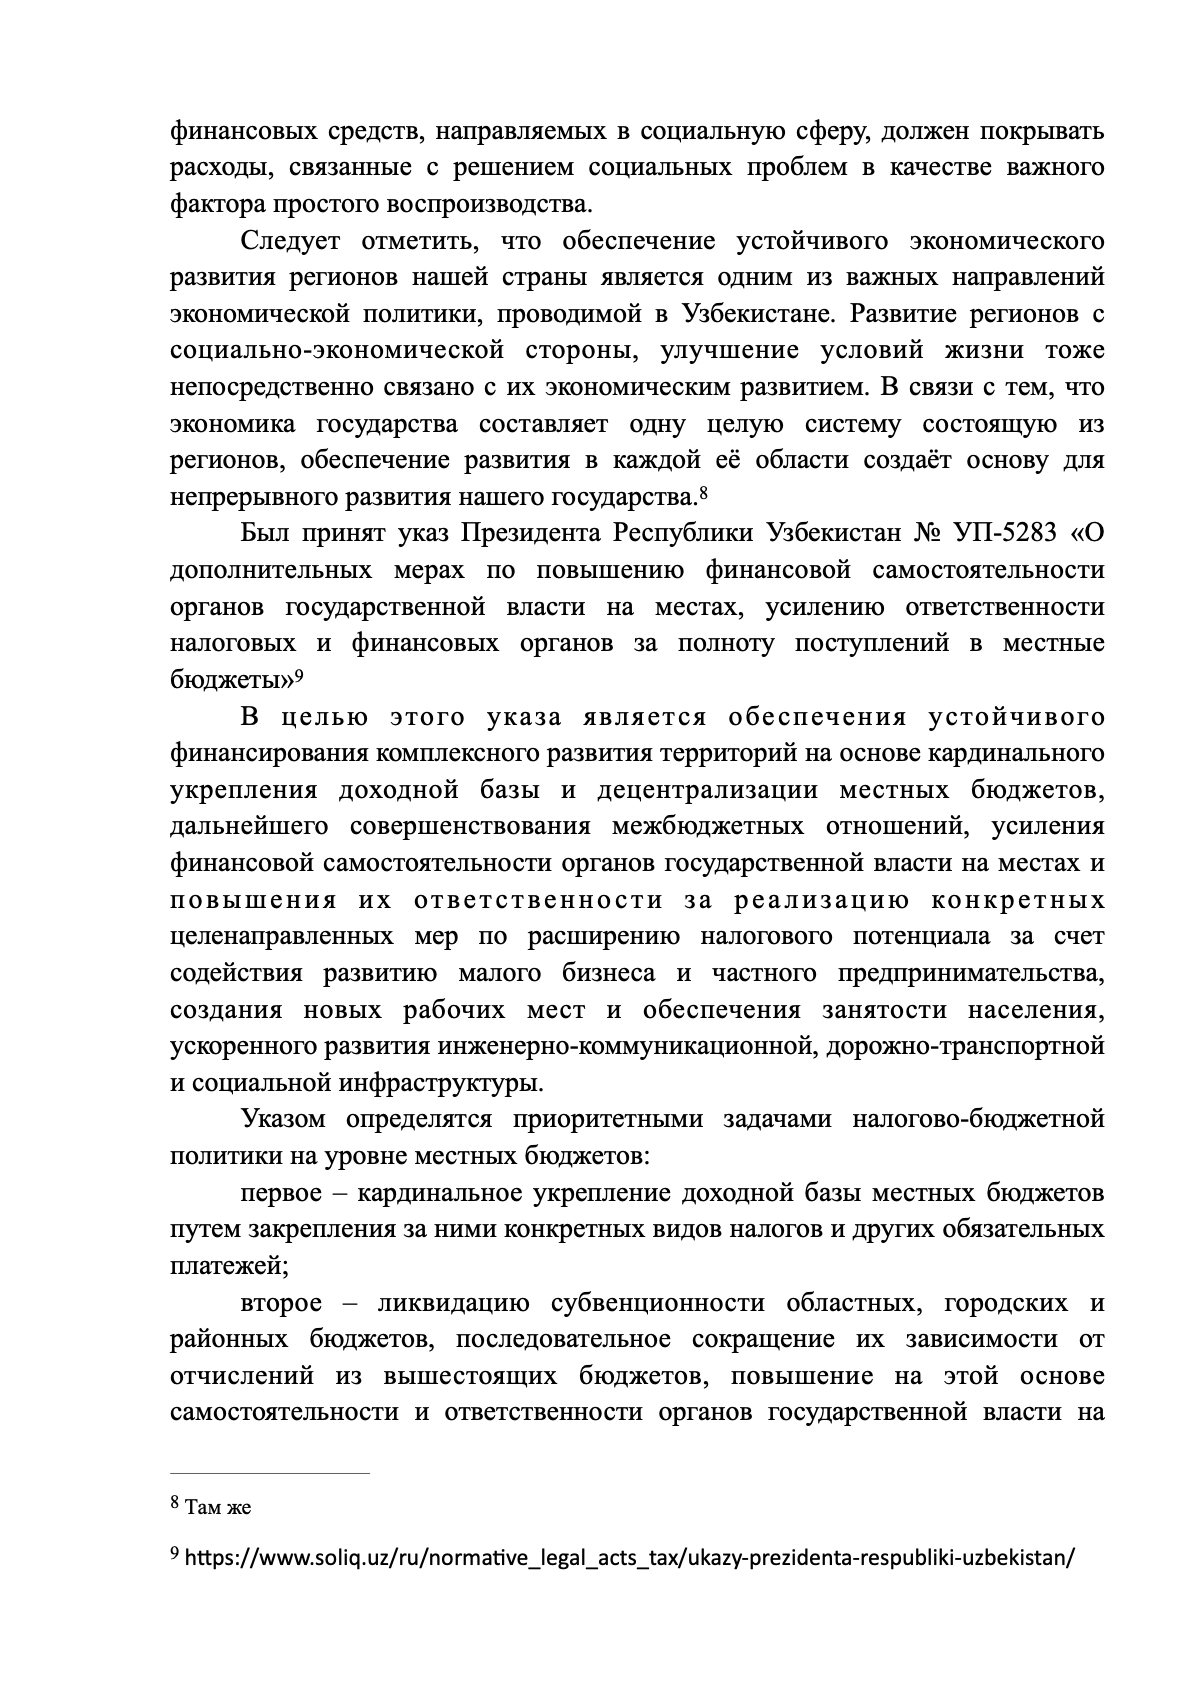 финансовых средств, направляемых в социальную сферу, должен покрывать
расходы, связанные с решением социальных проблем в качестве важного
фактора простого воспроизводства.
Следует отметить, что обеспечение устойчивого экономического
развития регионов нашей страны является одним из важных направлений
экономической политики, проводимой в Узбекистане. Развитие регионов с
социально-экономической стороны, улучшение условий жизни тоже
непосредственно связано с их экономическим развитием. В связи с тем, что
экономика государства составляет одну целую систему состоящую из
регионов, обеспечение развития в каждой её области создаёт основу для
непрерывного развития нашего государства.⁸
Был принят указ Президента Республики Узбекистан № УП-5283 «О
дополнительных мерах по повышению финансовой самостоятельности
органов государственной власти на местах, усилению ответственности
налоговых и финансовых органов за полноту поступлений в местные
бюджеты»⁹
В целью этого указа является обеспечения устойчивого
финансирования комплексного развития территорий на основе кардинального
укрепления доходной базы и децентрализации местных бюджетов,
дальнейшего совершенствования межбюджетных отношений, усиления
финансовой самостоятельности органов государственной власти на местах и
повышения их ответственности за реализацию конкретных
целенаправленных мер по расширению налогового потенциала за счет
содействия развитию малого бизнеса и частного предпринимательства,
создания новых рабочих мест и обеспечения занятости населения,
ускоренного развития инженерно-коммуникационной, дорожно-транспортной
и социальной инфраструктуры.
Указом определятся приоритетными задачами налогово-бюджетной
политики на уровне местных бюджетов:
первое – кардинальное укрепление доходной базы местных бюджетов
путем закрепления за ними конкретных видов налогов и других обязательных
платежей;
второе – ликвидацию субвенционности областных, городских и
районных бюджетов, последовательное сокращение их зависимости от
отчислений из вышестоящих бюджетов, повышение на этой основе
самостоятельности и ответственности органов государственной власти на
⁸ Там же
⁹ https://www.soliq.uz/ru/normative_legal_acts_tax/ukazy-prezidenta-respubliki-uzbekistan/